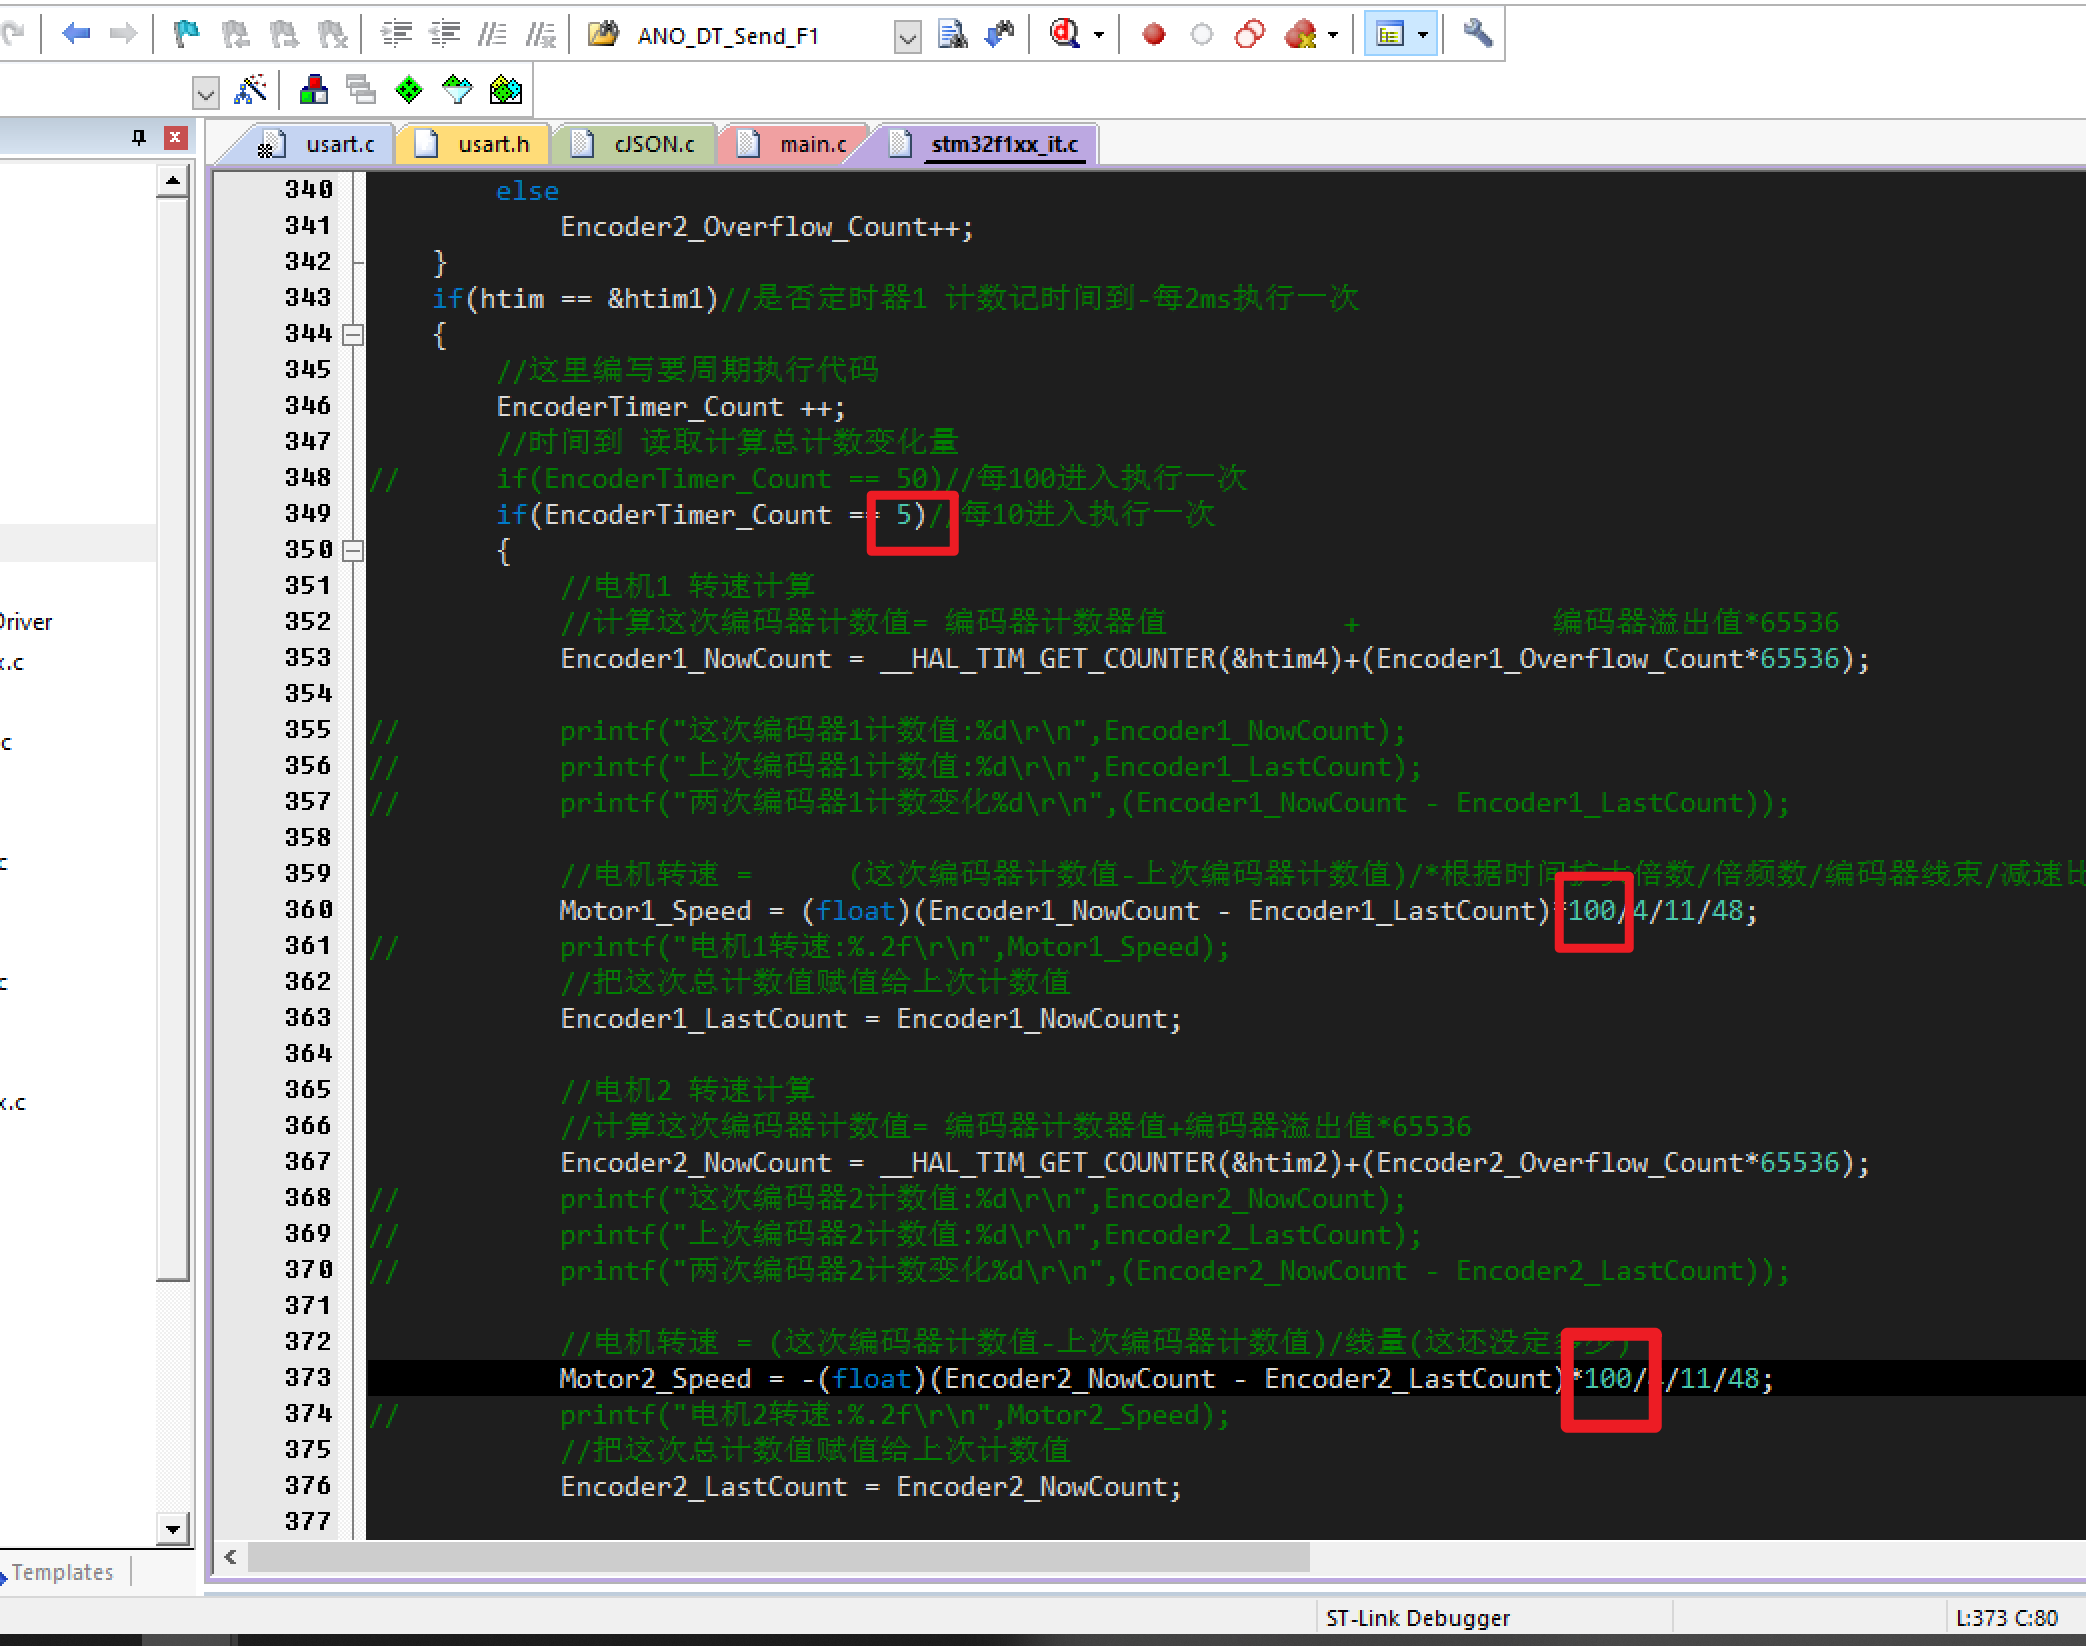 ANO_DT_Send_F1
usart.c usart.h cJSON.c main.c stm32f1xx_it.c
340 else
341 Encoder2_Overflow_Count++;
342 }
343 if(htim == &htim1)//是否定时器1 计数记时间到-每2ms执行一次
344 {
345 //这里编写要周期执行代码
346 EncoderTimer_Count ++;
347 //时间到 读取计算总计数变化量
348 // if(EncoderTimer_Count == 50)//每100进入执行一次
349 if(EncoderTimer_Count == 5)//每10进入执行一次
350 {
351 //电机1 转速计算
352 //计算这次编码器计数值= 编码器计数器值 + 编码器溢出值*65536
353 Encoder1_NowCount = __HAL_TIM_GET_COUNTER(&htim4)+(Encoder1_Overflow_Count*65536);
354
355 // printf("这次编码器1计数值:%d\r\n",Encoder1_NowCount);
356 // printf("上次编码器1计数值:%d\r\n",Encoder1_LastCount);
357 // printf("两次编码器1计数变化%d\r\n",(Encoder1_NowCount - Encoder1_LastCount));
358
359 //电机转速 = (这次编码器计数值-上次编码器计数值)/*根据时间扩大倍数/倍频数/编码器线束/减速比
360 Motor1_Speed = (float)(Encoder1_NowCount - Encoder1_LastCount)*100/4/11/48;
361 // printf("电机1转速:%.2f\r\n",Motor1_Speed);
362 //把这次总计数值赋值给上次计数值
363 Encoder1_LastCount = Encoder1_NowCount;
364
365 //电机2 转速计算
366 //计算这次编码器计数值= 编码器计数器值+编码器溢出值*65536
367 Encoder2_NowCount = __HAL_TIM_GET_COUNTER(&htim2)+(Encoder2_Overflow_Count*65536);
368 // printf("这次编码器2计数值:%d\r\n",Encoder2_NowCount);
369 // printf("上次编码器2计数值:%d\r\n",Encoder2_LastCount);
370 // printf("两次编码器2计数变化%d\r\n",(Encoder2_NowCount - Encoder2_LastCount));
371
372 //电机转速 = (这次编码器计数值-上次编码器计数值)/线量(这还没定多少)
373 Motor2_Speed = -(float)(Encoder2_NowCount - Encoder2_LastCount)*100/4/11/48;
374 // printf("电机2转速:%.2f\r\n",Motor2_Speed);
375 //把这次总计数值赋值给上次计数值
376 Encoder2_LastCount = Encoder2_NowCount;
377
Driver
x.c
c
c
c
x.c
Templates
ST-Link Debugger L:373 C:80